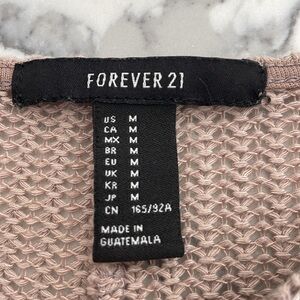 FOREVER 21
US M
CA M
MX M
BR M
EU M
UK M
KR M
JP M
CN 165/92A
MADE IN
GUATEMALA